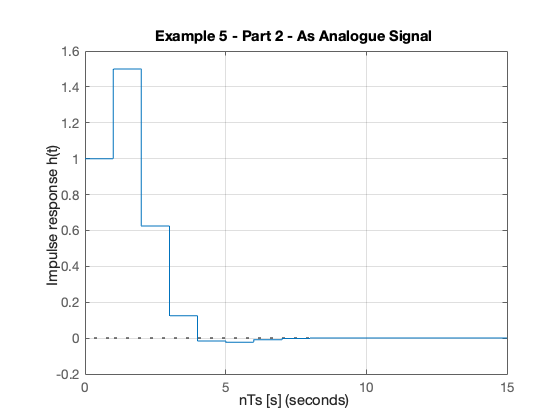 Example 5 - Part 2 - As Analogue Signal
1.6
1.4
1.2
1
0.8
0.6
0.4
0.2
0
-0.2
Impulse response h(t)
0 5 10 15
nTs [s] (seconds)